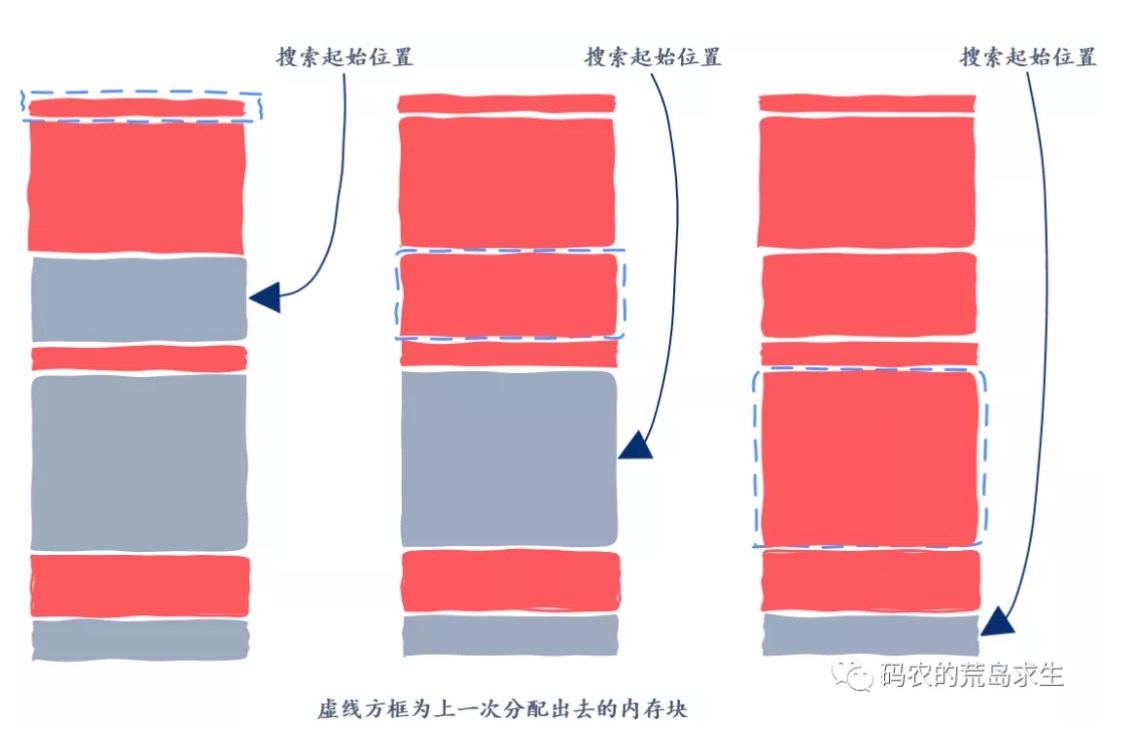 搜索起始位置
搜索起始位置
搜索起始位置
码农的荒岛求生
虚线方框为上一次分配出去的内存块